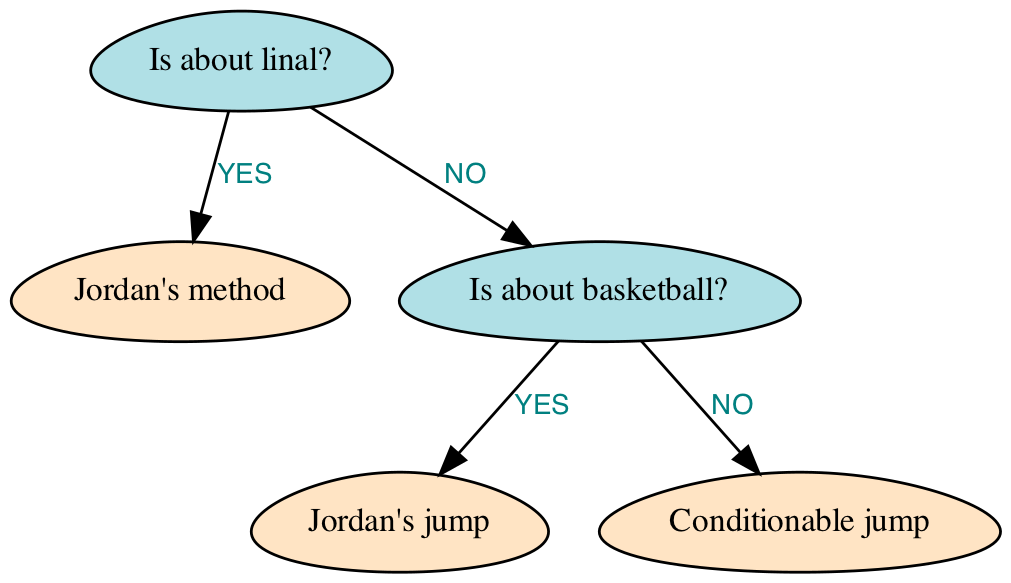 Is about linal?
YES
NO
Jordan's method
Is about basketball?
YES
NO
Jordan's jump
Conditionable jump